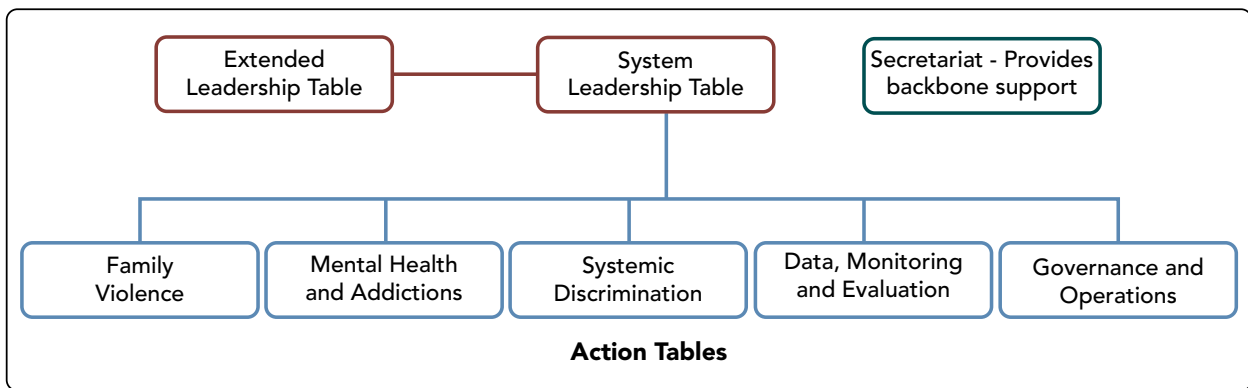 Extended
Leadership Table
System
Leadership Table
Secretariat - Provides
backbone support
Family
Violence
Mental Health
and Addictions
Systemic
Discrimination
Data, Monitoring
and Evaluation
Governance and
Operations
Action Tables